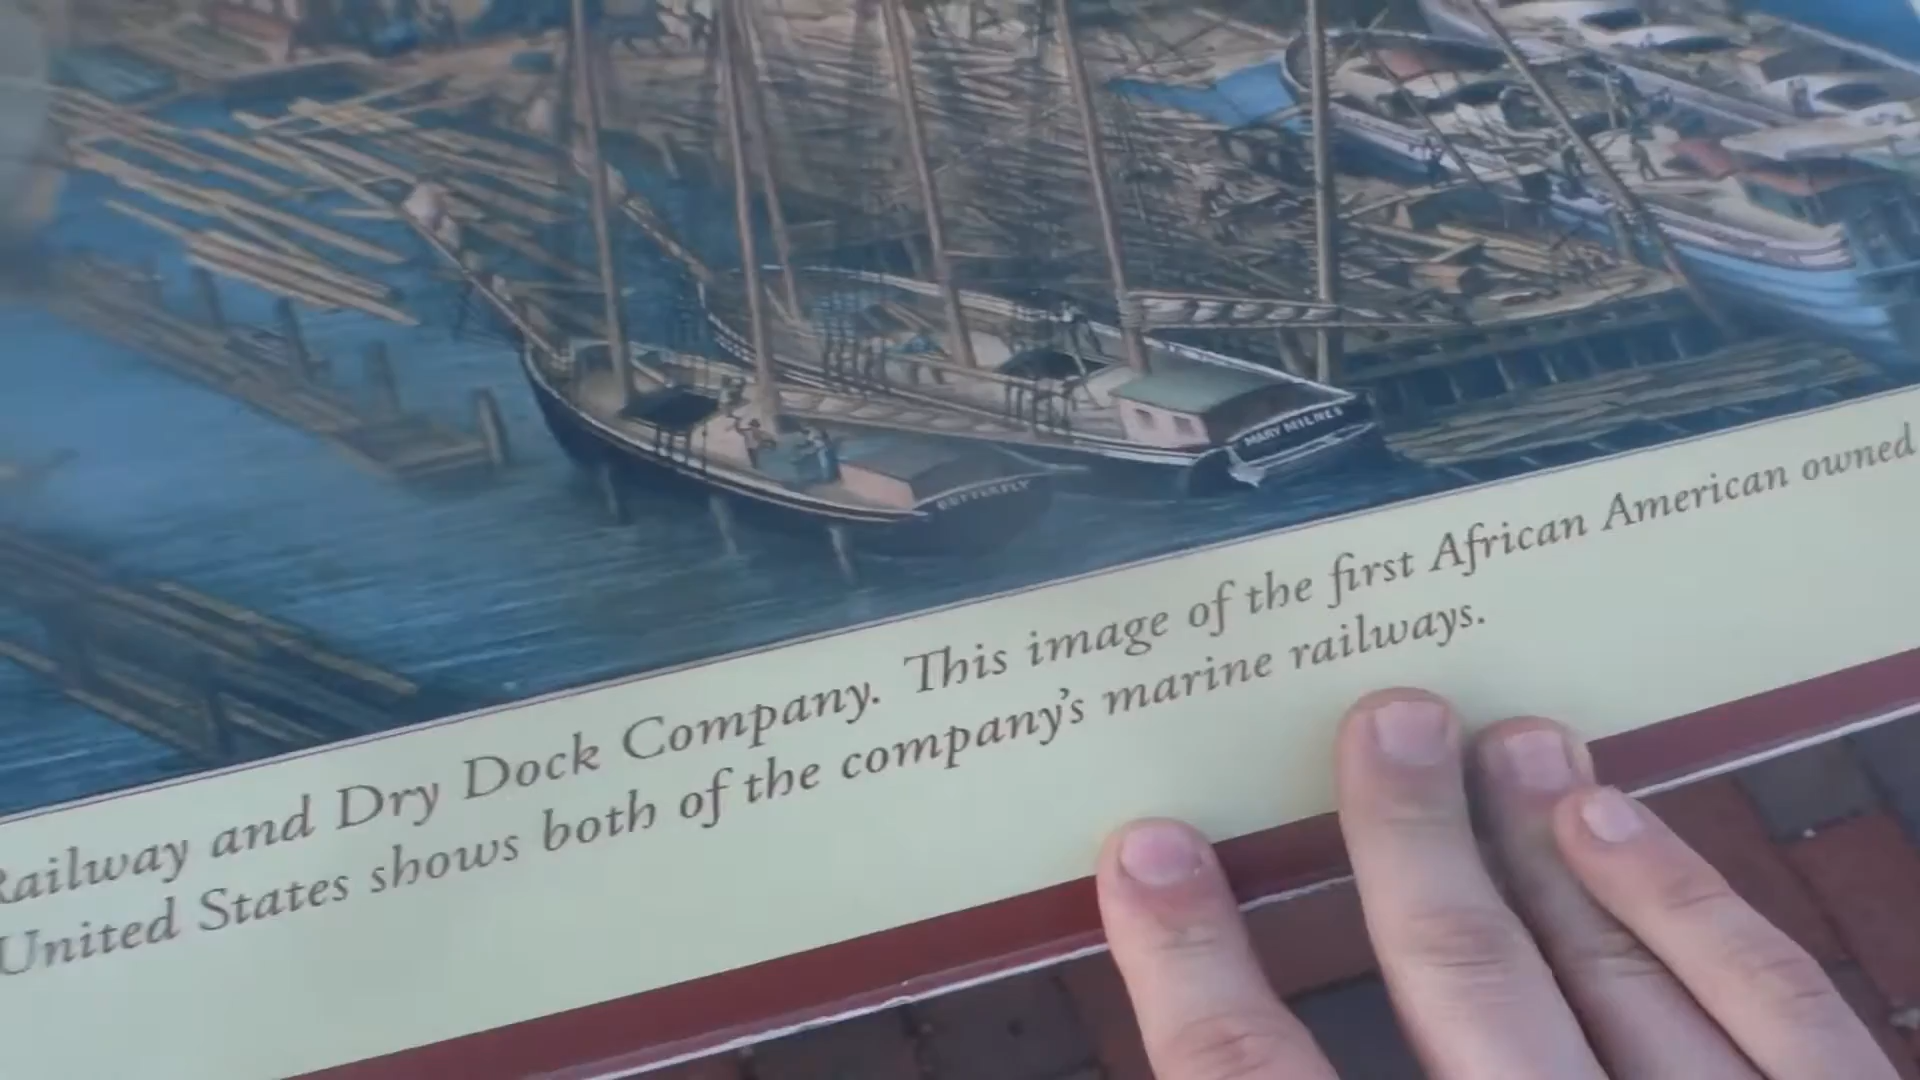 MARY MILNES
BUTTERFLY
Railway and Dry Dock Company. This image of the first African American owned
United States shows both of the company's marine railways.